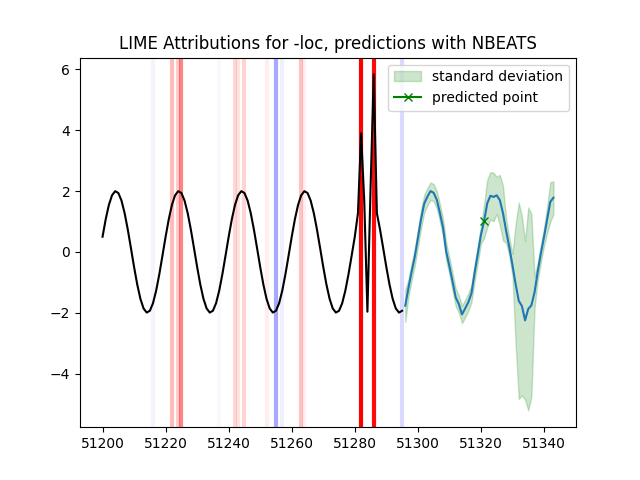 LIME Attributions for -loc, predictions with NBEATS
6
4
2
0
−2
−4
standard deviation
predicted point
51200 51220 51240 51260 51280 51300 51320 51340